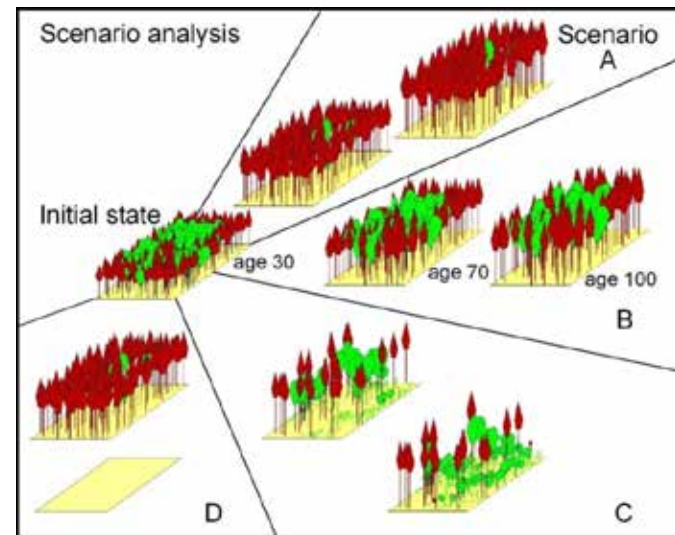 Scenario analysis
Scenario
A
Initial state
age 30
age 70
age 100
B
D
C